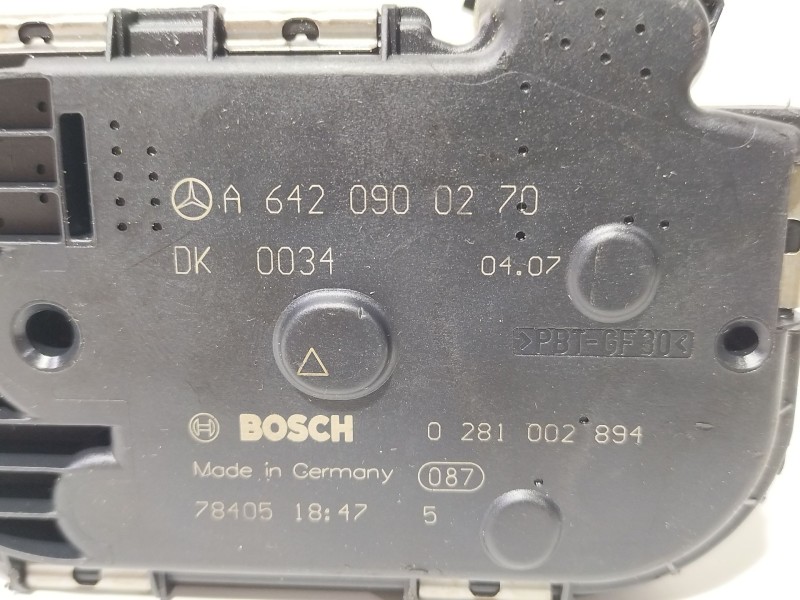 A 642 090 02 70
DK 0034 04.07
>PBT-GF30<
BOSCH 0 281 002 894
Made in Germany 087
78405 18:47 5